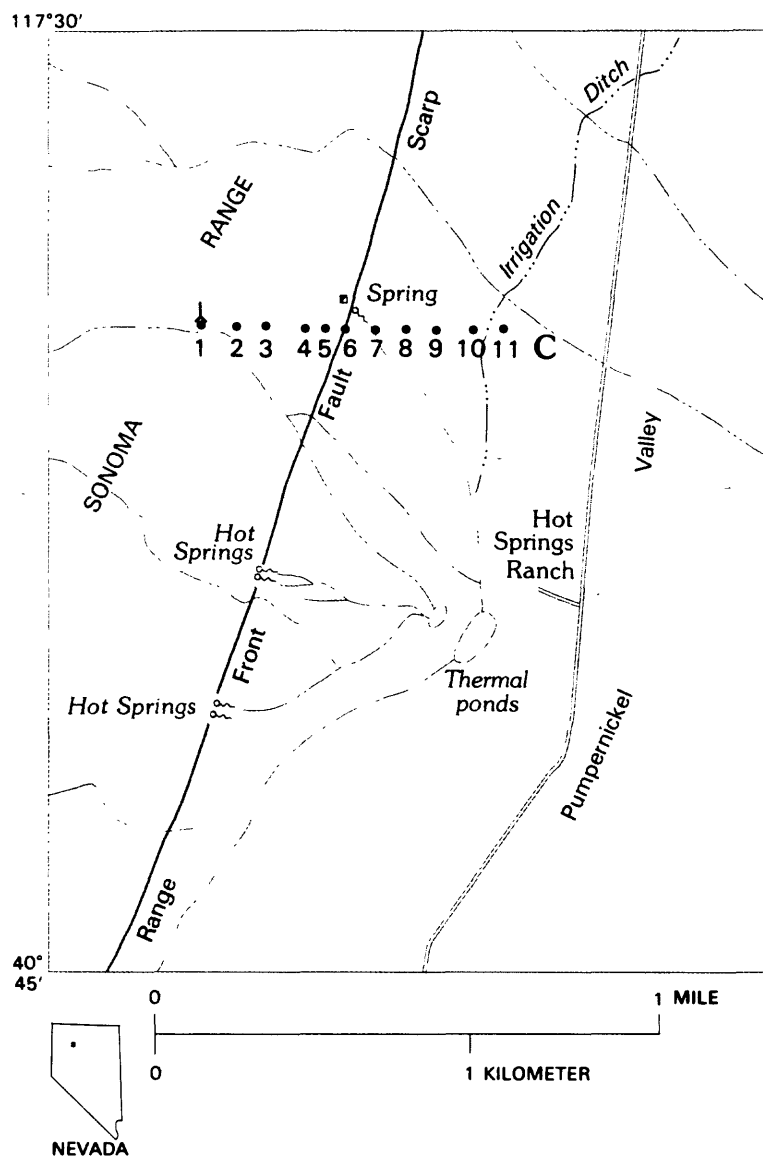 117°30'
Ditch
Scarp
RANGE
Irrigation
Spring
1 2 3 4 5 6 7 8 9 10 11 C
Fault
Valley
SONOMA
Hot
Springs
Hot
Springs
Ranch
Front
Thermal
ponds
Hot Springs
Pumpernickel
Range
40°
45'
0 1 MILE
0 1 KILOMETER
NEVADA